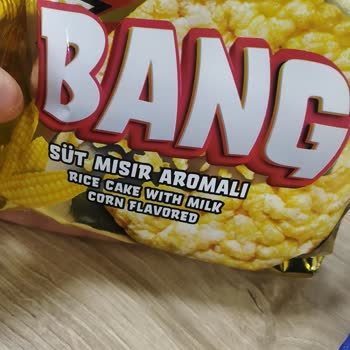 BANG
SÜT MISIR AROMALI
RICE CAKE WITH MILK
CORN FLAVORED